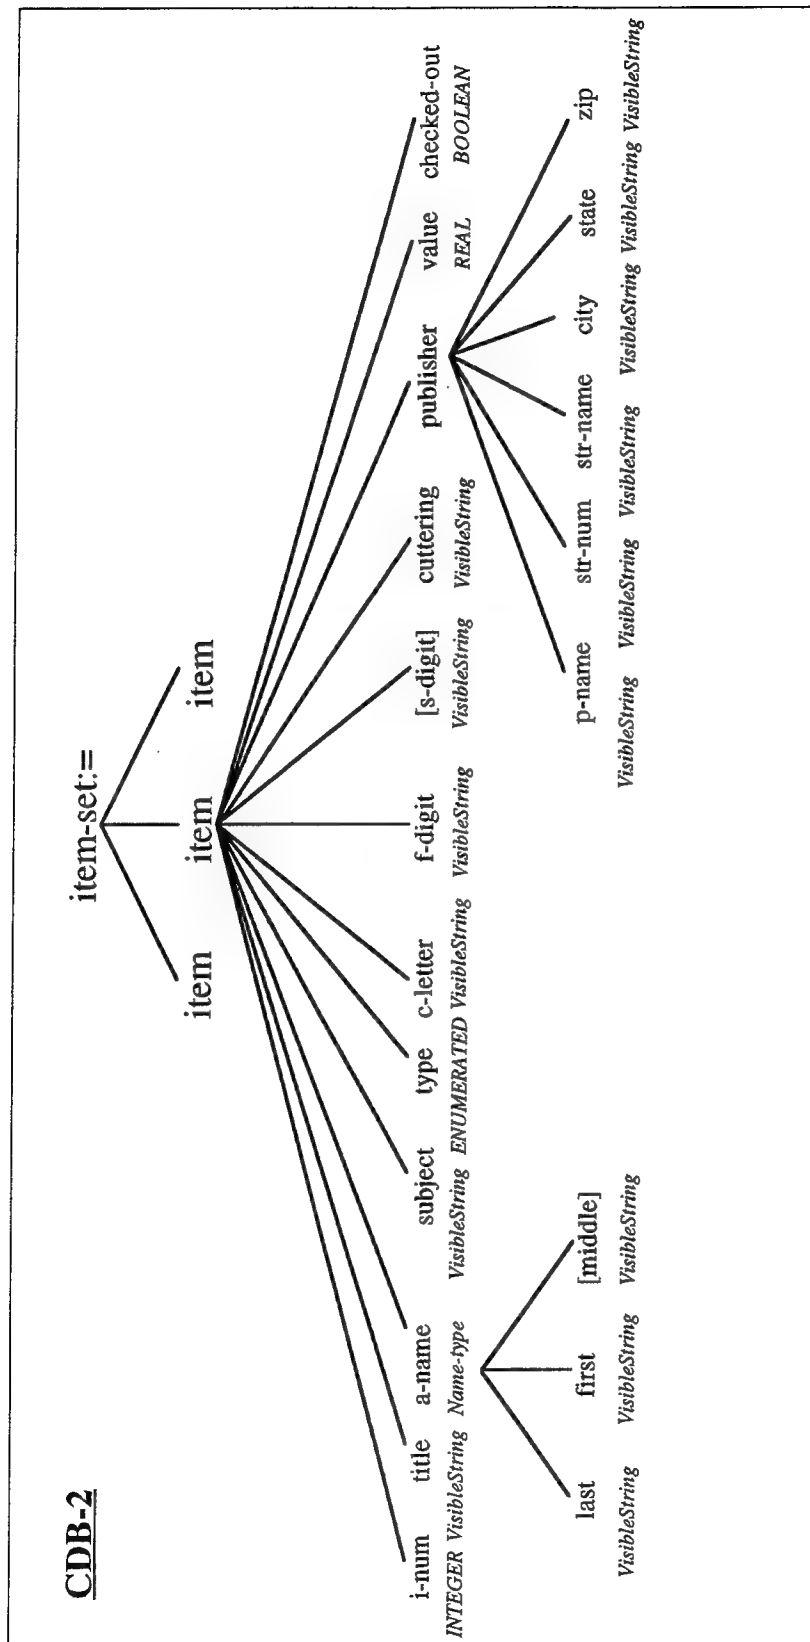 CDB-2
item-set:=
item item item
i-num title a-name subject type c-letter f-digit [s-digit] cuttering publisher value checked-out
INTEGER VisibleString Name-type VisibleString ENUMERATED VisibleString VisibleString VisibleString VisibleString REAL BOOLEAN
last first [middle] p-name str-num str-name city state zip
VisibleString VisibleString VisibleString VisibleString VisibleString VisibleString VisibleString VisibleString VisibleString